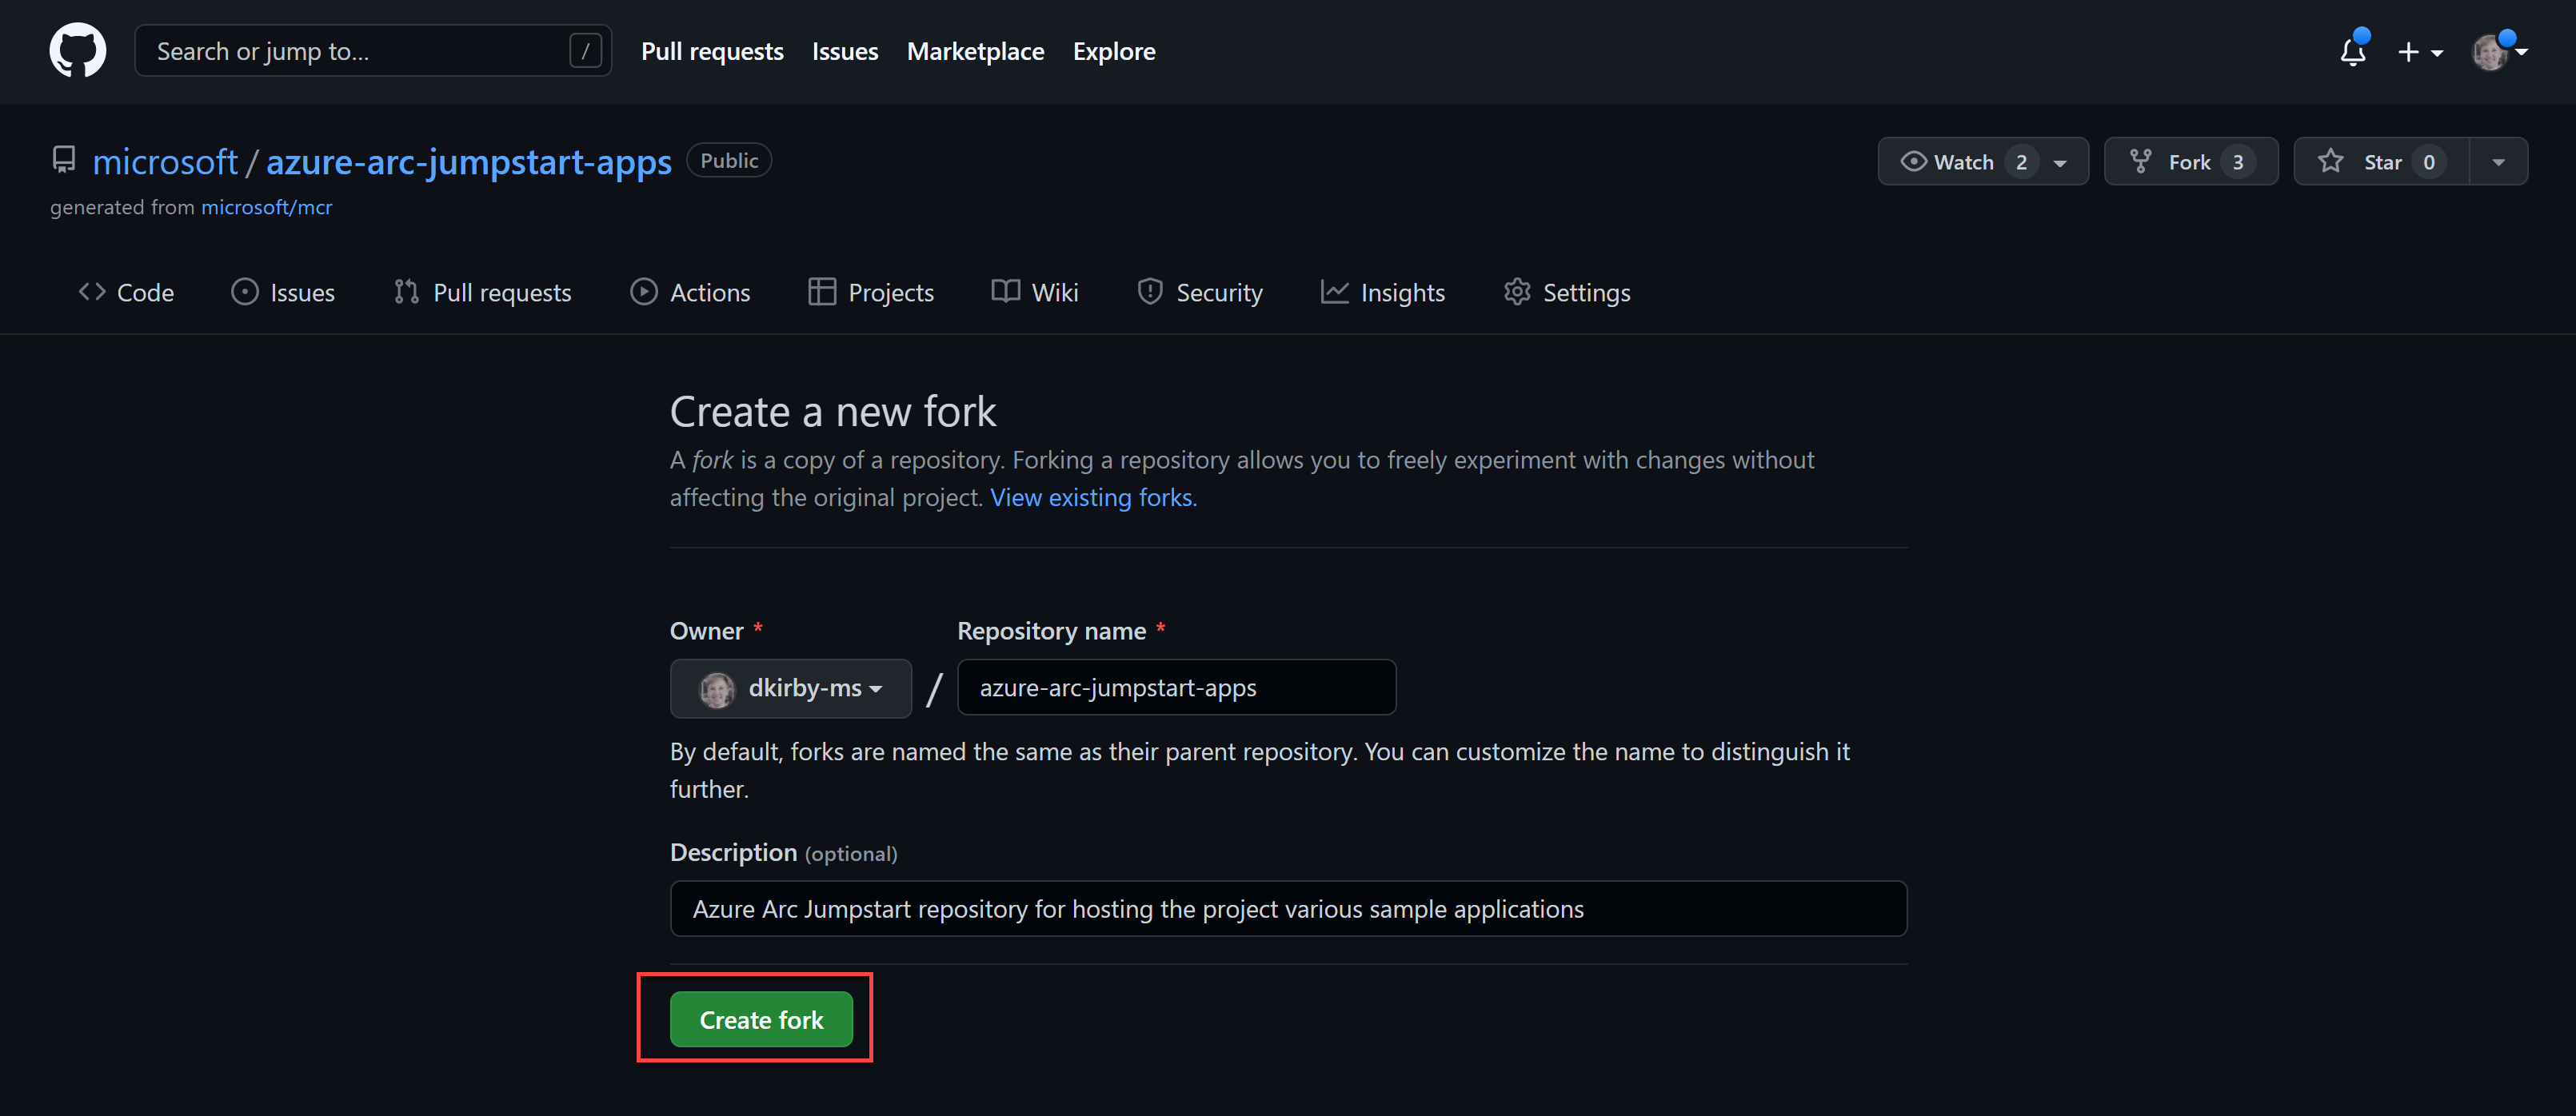 Search or jump to... /
Pull requests Issues Marketplace Explore
microsoft / azure-arc-jumpstart-apps Public
Watch 2 Fork 3 Star 0
generated from microsoft/mcr
Code Issues Pull requests Actions Projects Wiki Security Insights Settings
Create a new fork
A fork is a copy of a repository. Forking a repository allows you to freely experiment with changes without
affecting the original project. View existing forks.
Owner * Repository name *
dkirby-ms / azure-arc-jumpstart-apps
By default, forks are named the same as their parent repository. You can customize the name to distinguish it
further.
Description (optional)
Azure Arc Jumpstart repository for hosting the project various sample applications
Create fork